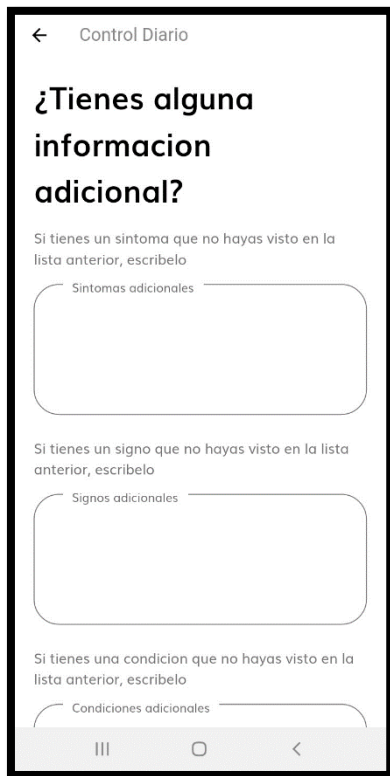 Control Diario
¿Tienes alguna
informacion
adicional?
Si tienes un sintoma que no hayas visto en la
lista anterior, escribelo
Sintomas adicionales
Si tienes un signo que no hayas visto en la lista
anterior, escribelo
Signos adicionales
Si tienes una condicion que no hayas visto en la
lista anterior, escribelo
Condiciones adicionales